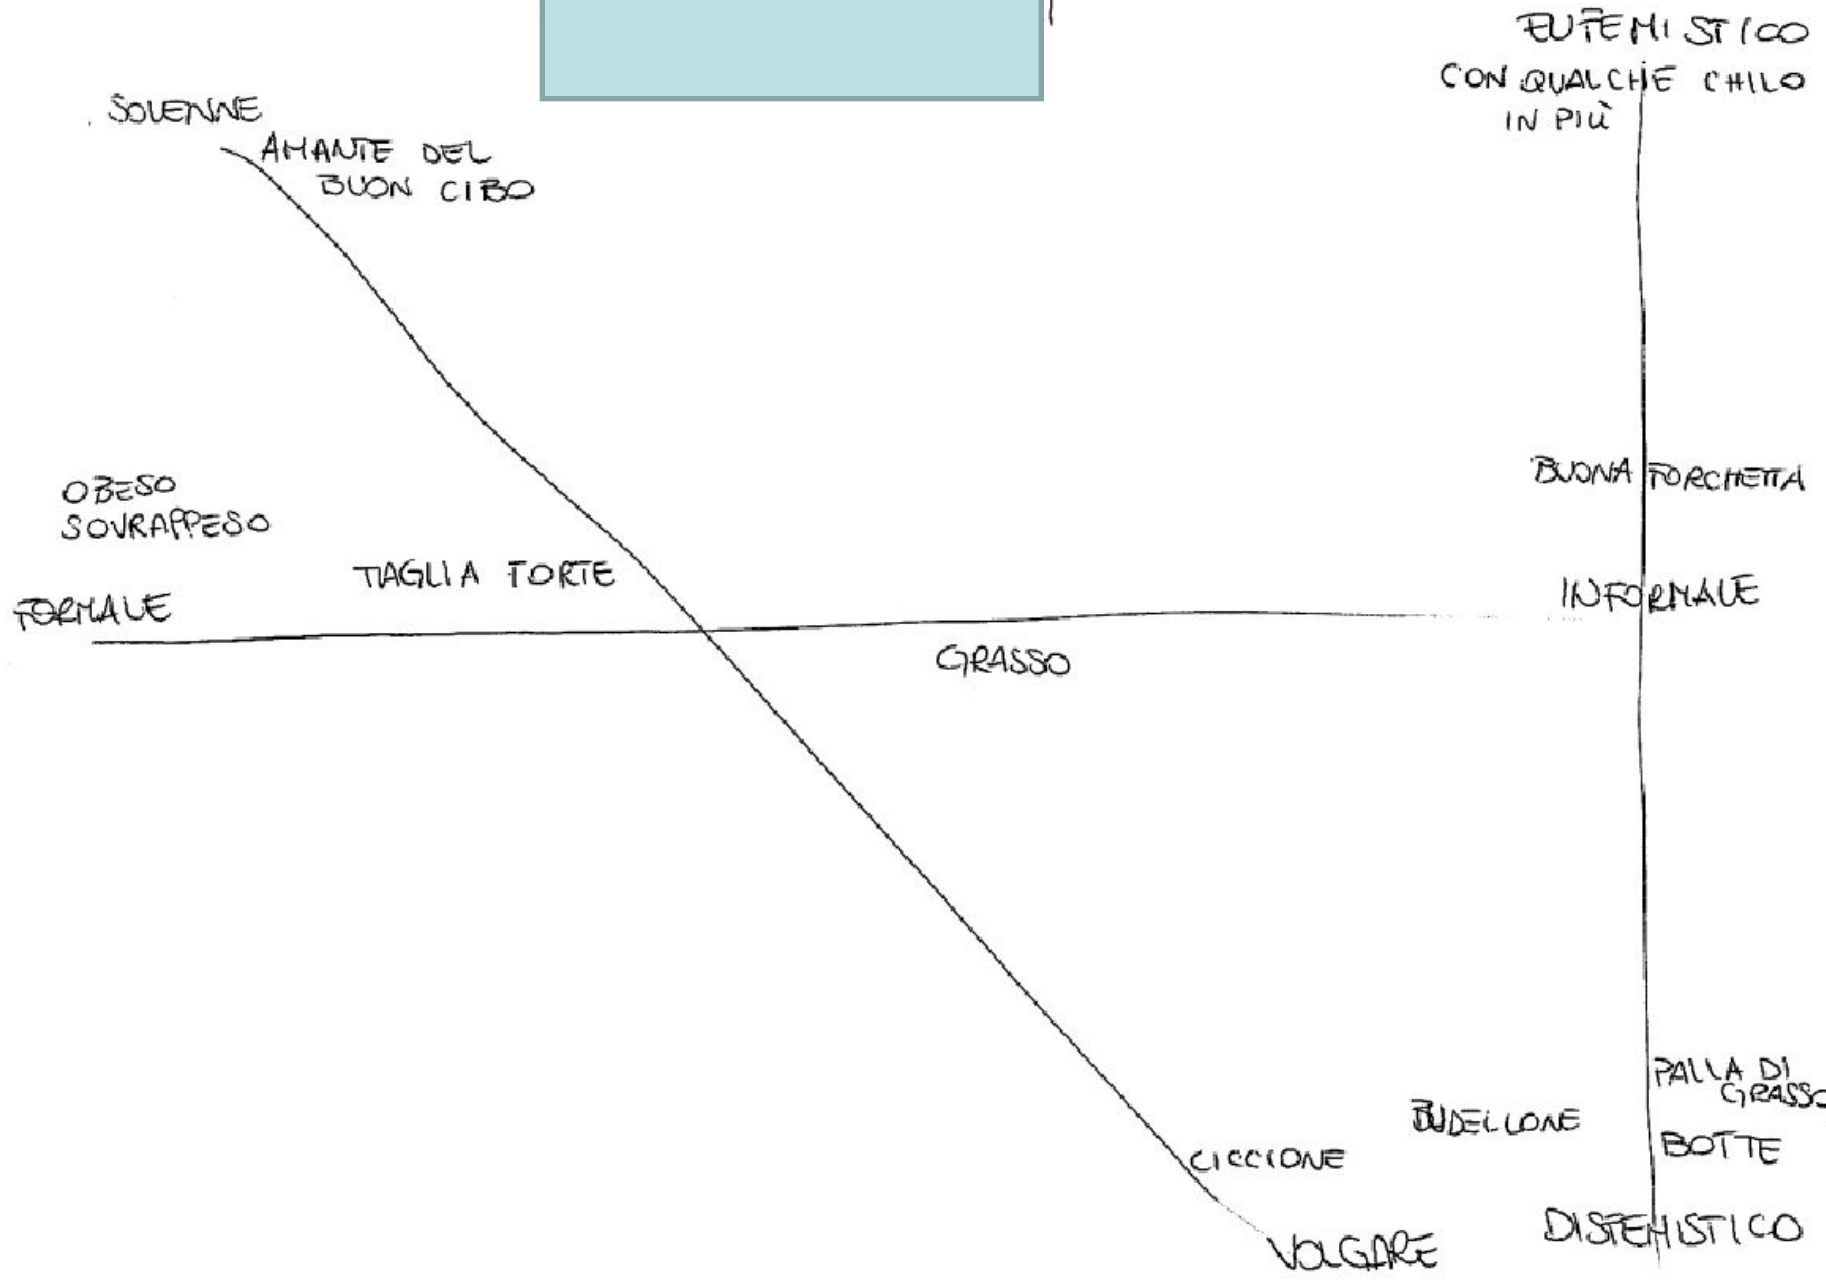 EUFEMISTICO
CON QUALCHE CHILO
IN PIÙ
SOLENNE
AMANTE DEL
BUON CIBO
BUONA FORCHETTA
OBESO
SOVRAPPESO
TAGLIA FORTE
INFORMALE
FORMALE
GRASSO
PALLA DI
GRASSO
BUDELLONE
BOTTE
CICCIONE
DISFEMISTICO
VOLGARE